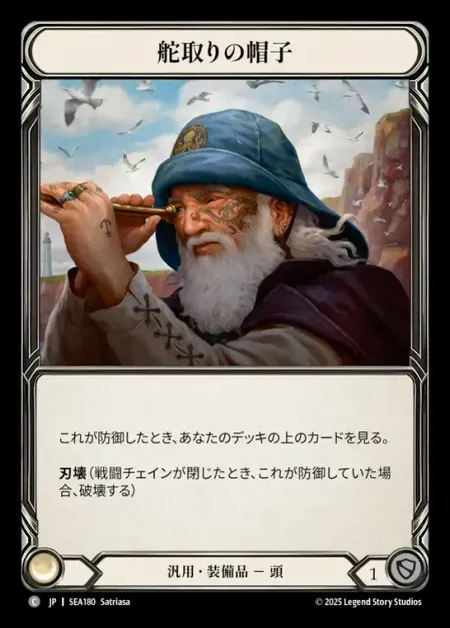 舵取りの帽子
これが防御したとき、あなたのデッキの上のカードを見る。
刃壊（戦闘チェインが閉じたとき、これが防御していた場
合、破壊する）
汎用・装備品 － 頭
1
C JP | SEA180 Satriasa
© 2025 Legend Story Studios